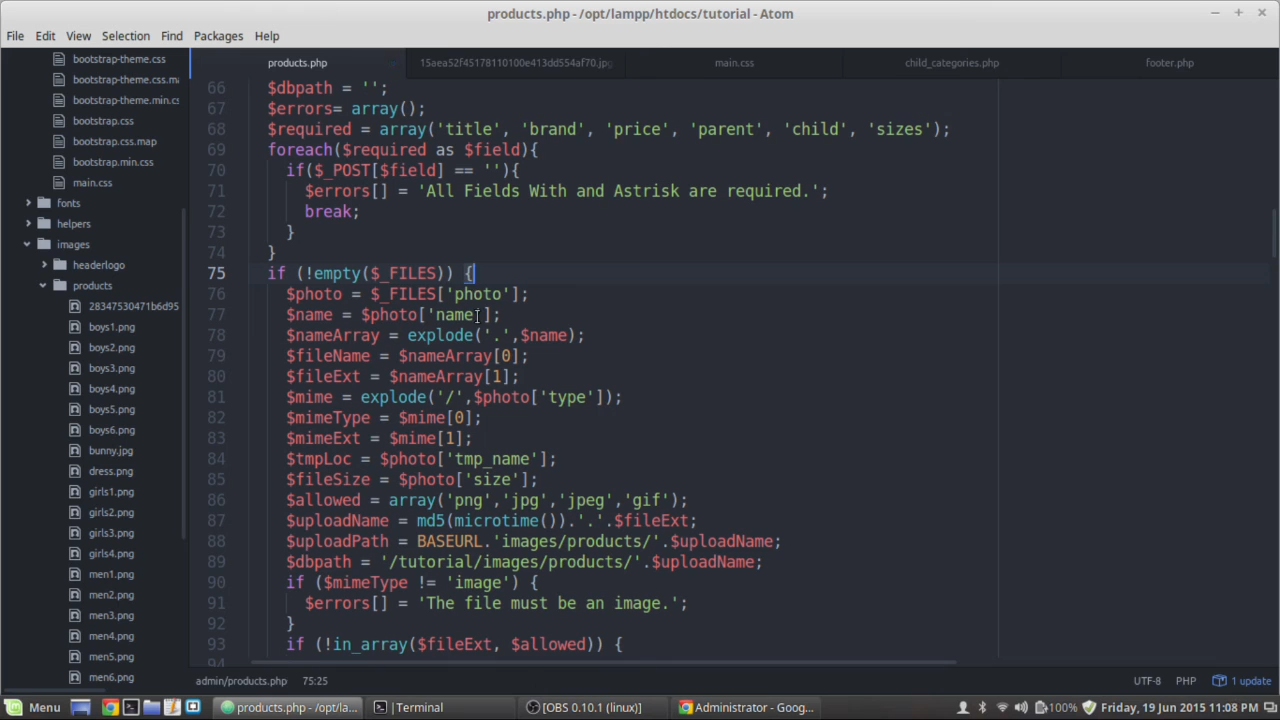 products.php - /opt/lampp/htdocs/tutorial - Atom
File Edit View Selection Find Packages Help
bootstrap-theme.css
bootstrap-theme.css.ma
bootstrap-theme.min.cs
bootstrap.css
bootstrap.css.map
bootstrap.min.css
main.css
fonts
helpers
images
headerlogo
products
28347530471b6d95
boys1.png
boys2.png
boys3.png
boys4.png
boys5.png
boys6.png
bunny.jpg
dress.png
girls1.png
girls2.png
girls3.png
girls4.png
men1.png
men2.png
men3.png
men4.png
men5.png
men6.png
products.php 15aea52f45178110100e413dd554af70.jpg main.css child_categories.php footer.php
66 $dbpath = '';
67 $errors= array();
68 $required = array('title', 'brand', 'price', 'parent', 'child', 'sizes');
69 foreach($required as $field){
70 if($_POST[$field] == ''){
71 $errors[] = 'All Fields With and Astrisk are required.';
72 break;
73 }
74 }
75 if (!empty($_FILES)) {
76 $photo = $_FILES['photo'];
77 $name = $photo['name'];
78 $nameArray = explode('.',$name);
79 $fileName = $nameArray[0];
80 $fileExt = $nameArray[1];
81 $mime = explode('/',$photo['type']);
82 $mimeType = $mime[0];
83 $mimeExt = $mime[1];
84 $tmpLoc = $photo['tmp_name'];
85 $fileSize = $photo['size'];
86 $allowed = array('png','jpg','jpeg','gif');
87 $uploadName = md5(microtime()).'.'.$fileExt;
88 $uploadPath = BASEURL.'images/products/'.$uploadName;
89 $dbpath = '/tutorial/images/products/'.$uploadName;
90 if ($mimeType != 'image') {
91 $errors[] = 'The file must be an image.';
92 }
93 if (!in_array($fileExt, $allowed)) {
94
admin/products.php 75:25 UTF-8 PHP 1 update
Menu products.php - /opt/la... Terminal [OBS 0.10.1 (linux)] Administrator - Goog... 100% Friday, 19 June 2015 11:08 PM